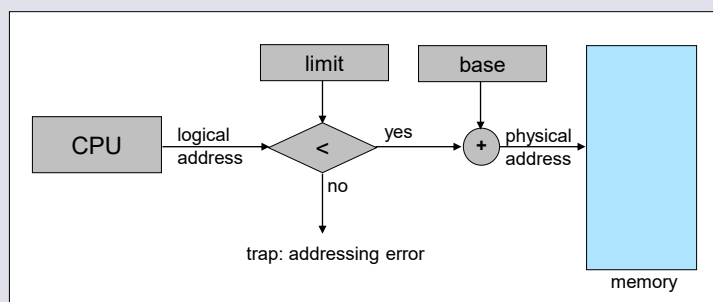 limit
base
CPU
logical
address
<
yes
+
physical
address
no
trap: addressing error
memory